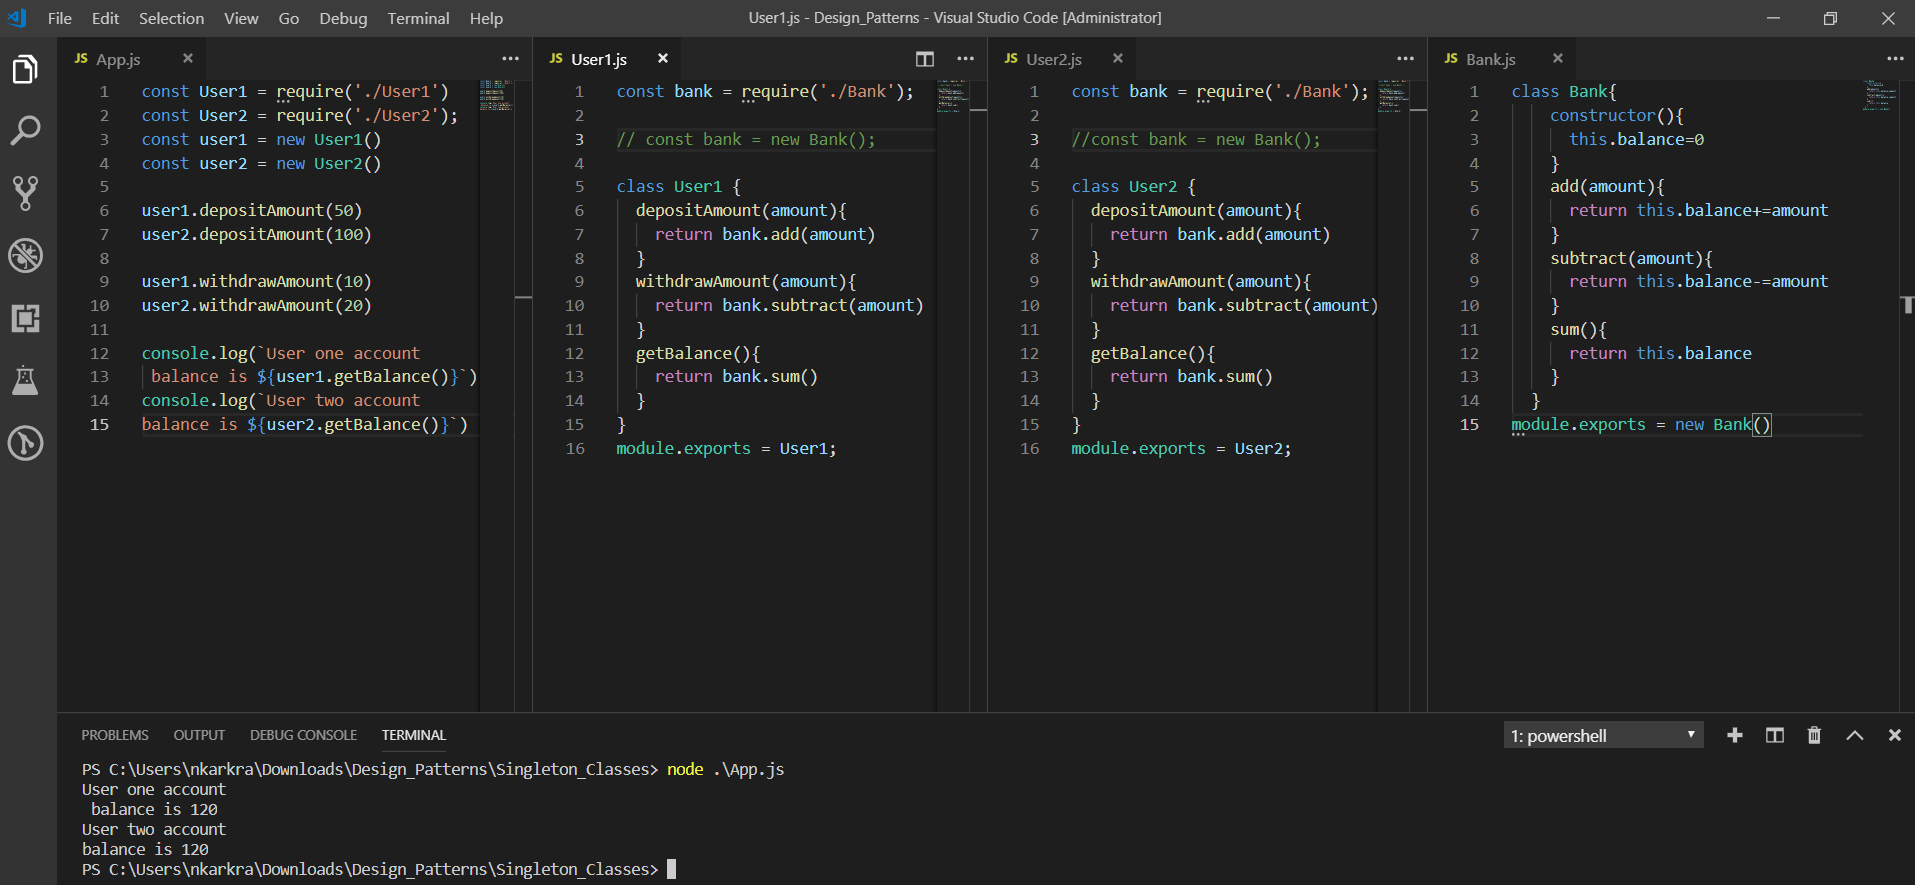 File Edit Selection View Go Debug Terminal Help
User1.js - Design_Patterns - Visual Studio Code [Administrator]
JS App.js
1 const User1 = require('./User1')
2 const User2 = require('./User2');
3 const user1 = new User1()
4 const user2 = new User2()
5
6 user1.depositAmount(50)
7 user2.depositAmount(100)
8
9 user1.withdrawAmount(10)
10 user2.withdrawAmount(20)
11
12 console.log(`User one account
13  balance is ${user1.getBalance()}`)
14 console.log(`User two account
15 balance is ${user2.getBalance()}`)
JS User1.js
1 const bank = require('./Bank');
2
3 // const bank = new Bank();
4
5 class User1 {
6   depositAmount(amount){
7     return bank.add(amount)
8   }
9   withdrawAmount(amount){
10     return bank.subtract(amount)
11   }
12   getBalance(){
13     return bank.sum()
14   }
15 }
16 module.exports = User1;
JS User2.js
1 const bank = require('./Bank');
2
3 //const bank = new Bank();
4
5 class User2 {
6   depositAmount(amount){
7     return bank.add(amount)
8   }
9   withdrawAmount(amount){
10     return bank.subtract(amount)
11   }
12   getBalance(){
13     return bank.sum()
14   }
15 }
16 module.exports = User2;
JS Bank.js
1 class Bank{
2     constructor(){
3       this.balance=0
4     }
5     add(amount){
6       return this.balance+=amount
7     }
8     subtract(amount){
9       return this.balance-=amount
10     }
11     sum(){
12       return this.balance
13     }
14   }
15 module.exports = new Bank()
PROBLEMS OUTPUT DEBUG CONSOLE TERMINAL
1: powershell
PS C:\Users\nkarkra\Downloads\Design_Patterns\Singleton_Classes> node .\App.js
User one account
 balance is 120
User two account
balance is 120
PS C:\Users\nkarkra\Downloads\Design_Patterns\Singleton_Classes>